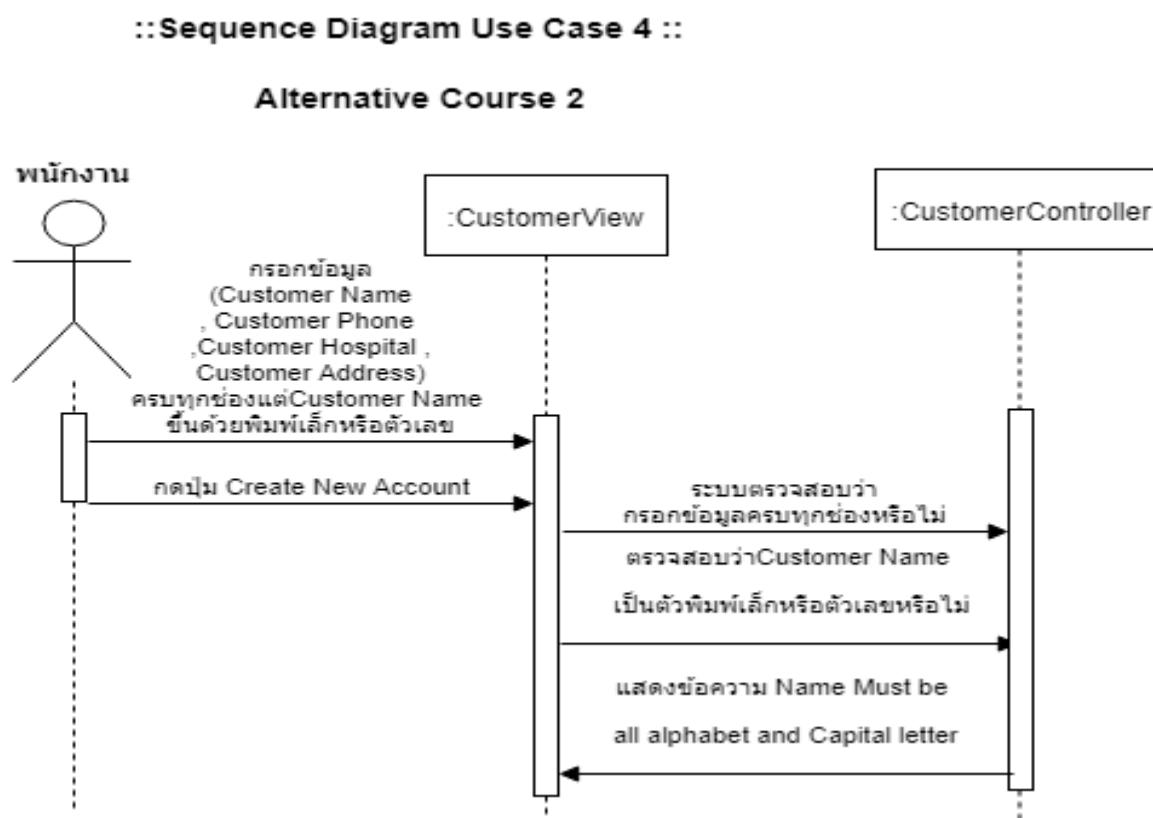 ::Sequence Diagram Use Case 4 ::
Alternative Course 2
พนักงาน
:CustomerView
:CustomerController
กรอกข้อมูล
(Customer Name
, Customer Phone
,Customer Hospital ,
Customer Address)
ครบทุกช่องแต่Customer Name
ขึ้นด้วยพิมพ์เล็กหรือตัวเลข
กดปุ่ม Create New Account
ระบบตรวจสอบว่า
กรอกข้อมูลครบทุกช่องหรือไม่
ตรวจสอบว่าCustomer Name
เป็นตัวพิมพ์เล็กหรือตัวเลขหรือไม่
แสดงข้อความ Name Must be
all alphabet and Capital letter